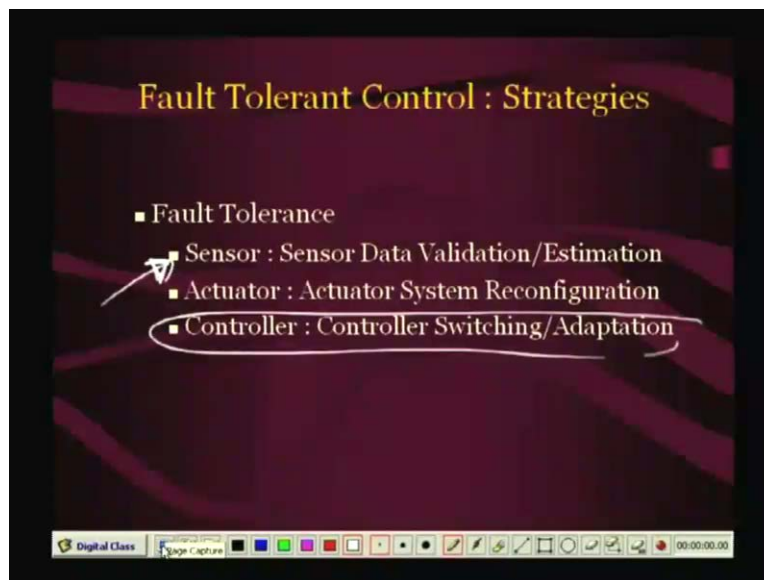 Fault Tolerant Control : Strategies
▪ Fault Tolerance
▪ Sensor : Sensor Data Validation/Estimation
▪ Actuator : Actuator System Reconfiguration
▪ Controller : Controller Switching/Adaptation
Digital Class
Page Capture
00:00:00.00